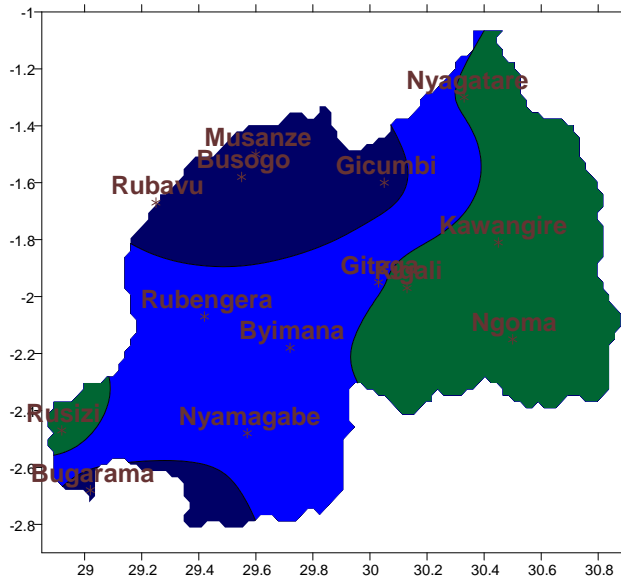 -1
-1.2
Nyagatare
-1.4
Musanze
Busogo
Gicumbi
-1.6
Rubavu
-1.8
Kawangire
Gitega
Kigali
-2
Rubengera
Byimana
Ngoma
-2.2
-2.4
Rusizi
Nyamagabe
-2.6
Bugarama
-2.8
29 29.2 29.4 29.6 29.8 30 30.2 30.4 30.6 30.8